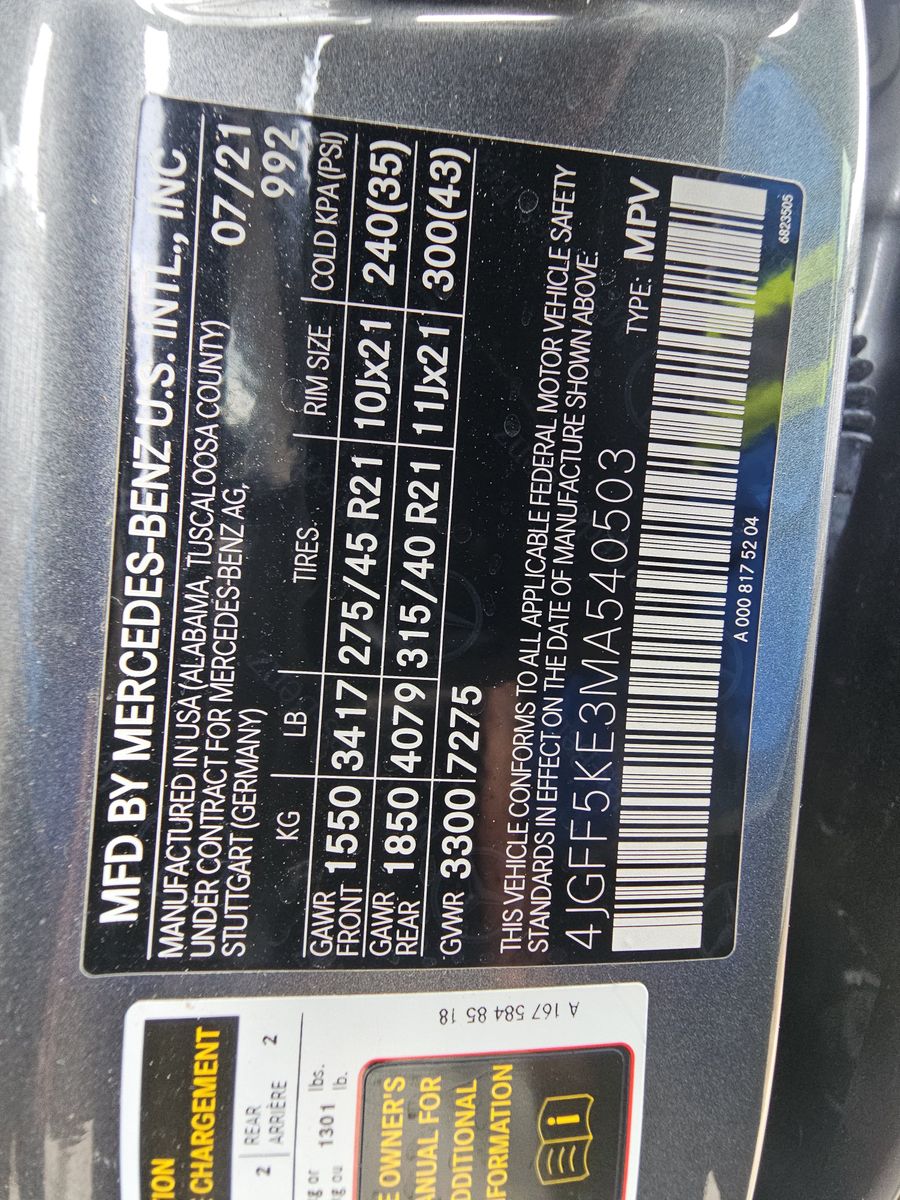 MFD BY MERCEDES-BENZ U.S. INTL., INC
MANUFACTURED IN USA (ALABAMA, TUSCALOOSA COUNTY) 07/21
UNDER CONTRACT FOR MERCEDES-BENZ AG, 992
STUTTGART (GERMANY)
KG LB TIRES RIM SIZE COLD KPA (PSI)
GAWR FRONT 1550 3417 275/45 R21 10Jx21 240(35)
GAWR REAR 1850 4079 315/40 R21 11Jx21 300(43)
GVWR 3300 7275
THIS VEHICLE CONFORMS TO ALL APPLICABLE FEDERAL MOTOR VEHICLE SAFETY
STANDARDS IN EFFECT ON THE DATE OF MANUFACTURE SHOWN ABOVE.
4JGFF5KE3MA540503 TYPE: MPV
A 000 817 52 04 6823505
CHARGEMENT
2 REAR
ARRIÈRE 2
1301 lbs.
lb.
OWNER'S
FOR
A 167 584 85 18